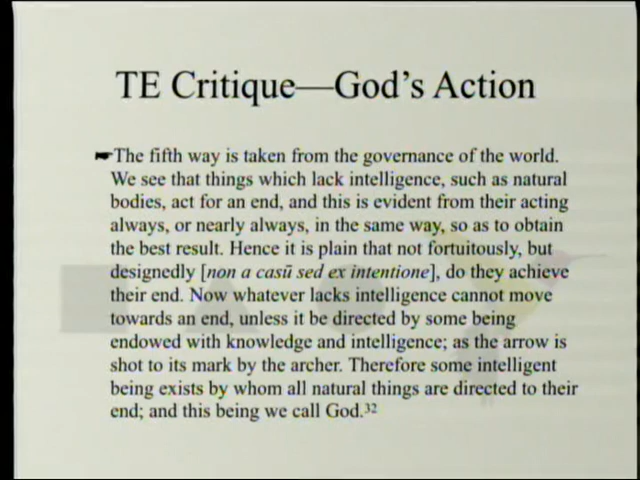 TE Critique—God's Action
The fifth way is taken from the governance of the world.
We see that things which lack intelligence, such as natural
bodies, act for an end, and this is evident from their acting
always, or nearly always, in the same way, so as to obtain
the best result. Hence it is plain that not fortuitously, but
designedly [non a casū sed ex intentione], do they achieve
their end. Now whatever lacks intelligence cannot move
towards an end, unless it be directed by some being
endowed with knowledge and intelligence; as the arrow is
shot to its mark by the archer. Therefore some intelligent
being exists by whom all natural things are directed to their
end; and this being we call God.³²